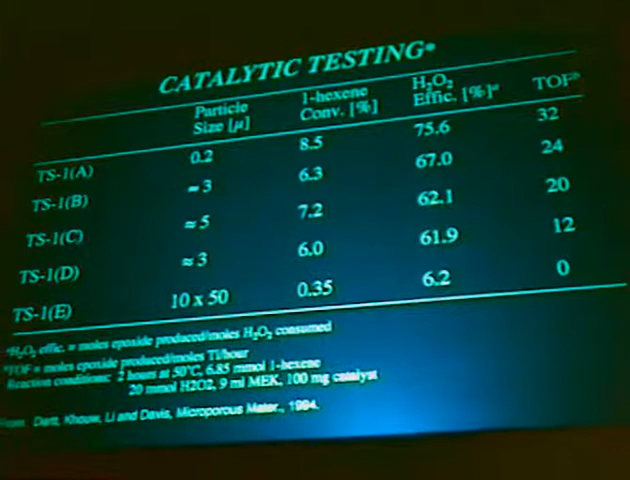 CATALYTIC TESTING*
Particle Size [μ] 1-hexene Conv. [%] H₂O₂ Effic. [%]ᵃ TOFᵇ
TS-1(A) 0.2 8.5 75.6 32
TS-1(B) ≈3 6.3 67.0 24
TS-1(C) ≈5 7.2 62.1 20
TS-1(D) ≈3 6.0 61.9 12
TS-1(E) 10 x 50 0.35 6.2 0
ᵃH₂O₂ effic. = moles epoxide produced/moles H₂O₂ consumed
ᵇTOF = moles epoxide produced/moles Ti/hour
Reaction conditions: 2 hours at 50°C, 6.85 mmol 1-hexene
20 mmol H2O2, 9 ml MEK, 100 mg catalyst
From Khouw, Li and Davis, Microporous Mater., 1994.